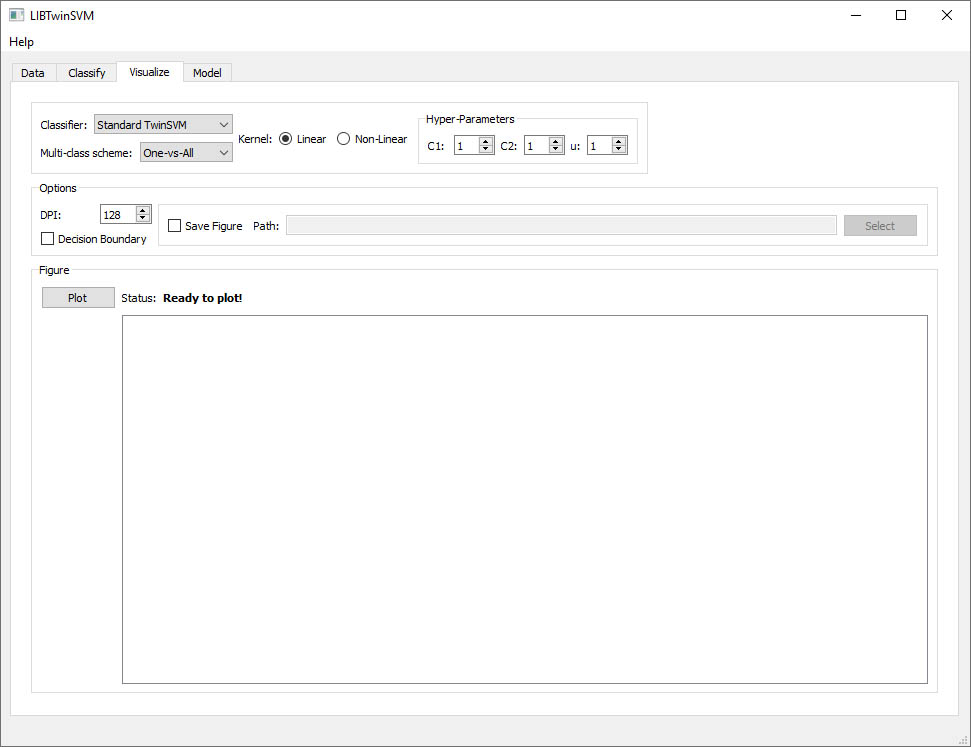 LIBTwinSVM
Help
Data Classify Visualize Model
Hyper-Parameters
Classifier: Standard TwinSVM
Kernel: Linear Non-Linear
C1: 1 C2: 1 u: 1
Multi-class scheme: One-vs-All
Options
DPI: 128
Save Figure Path: Select
Decision Boundary
Figure
Plot Status: Ready to plot!